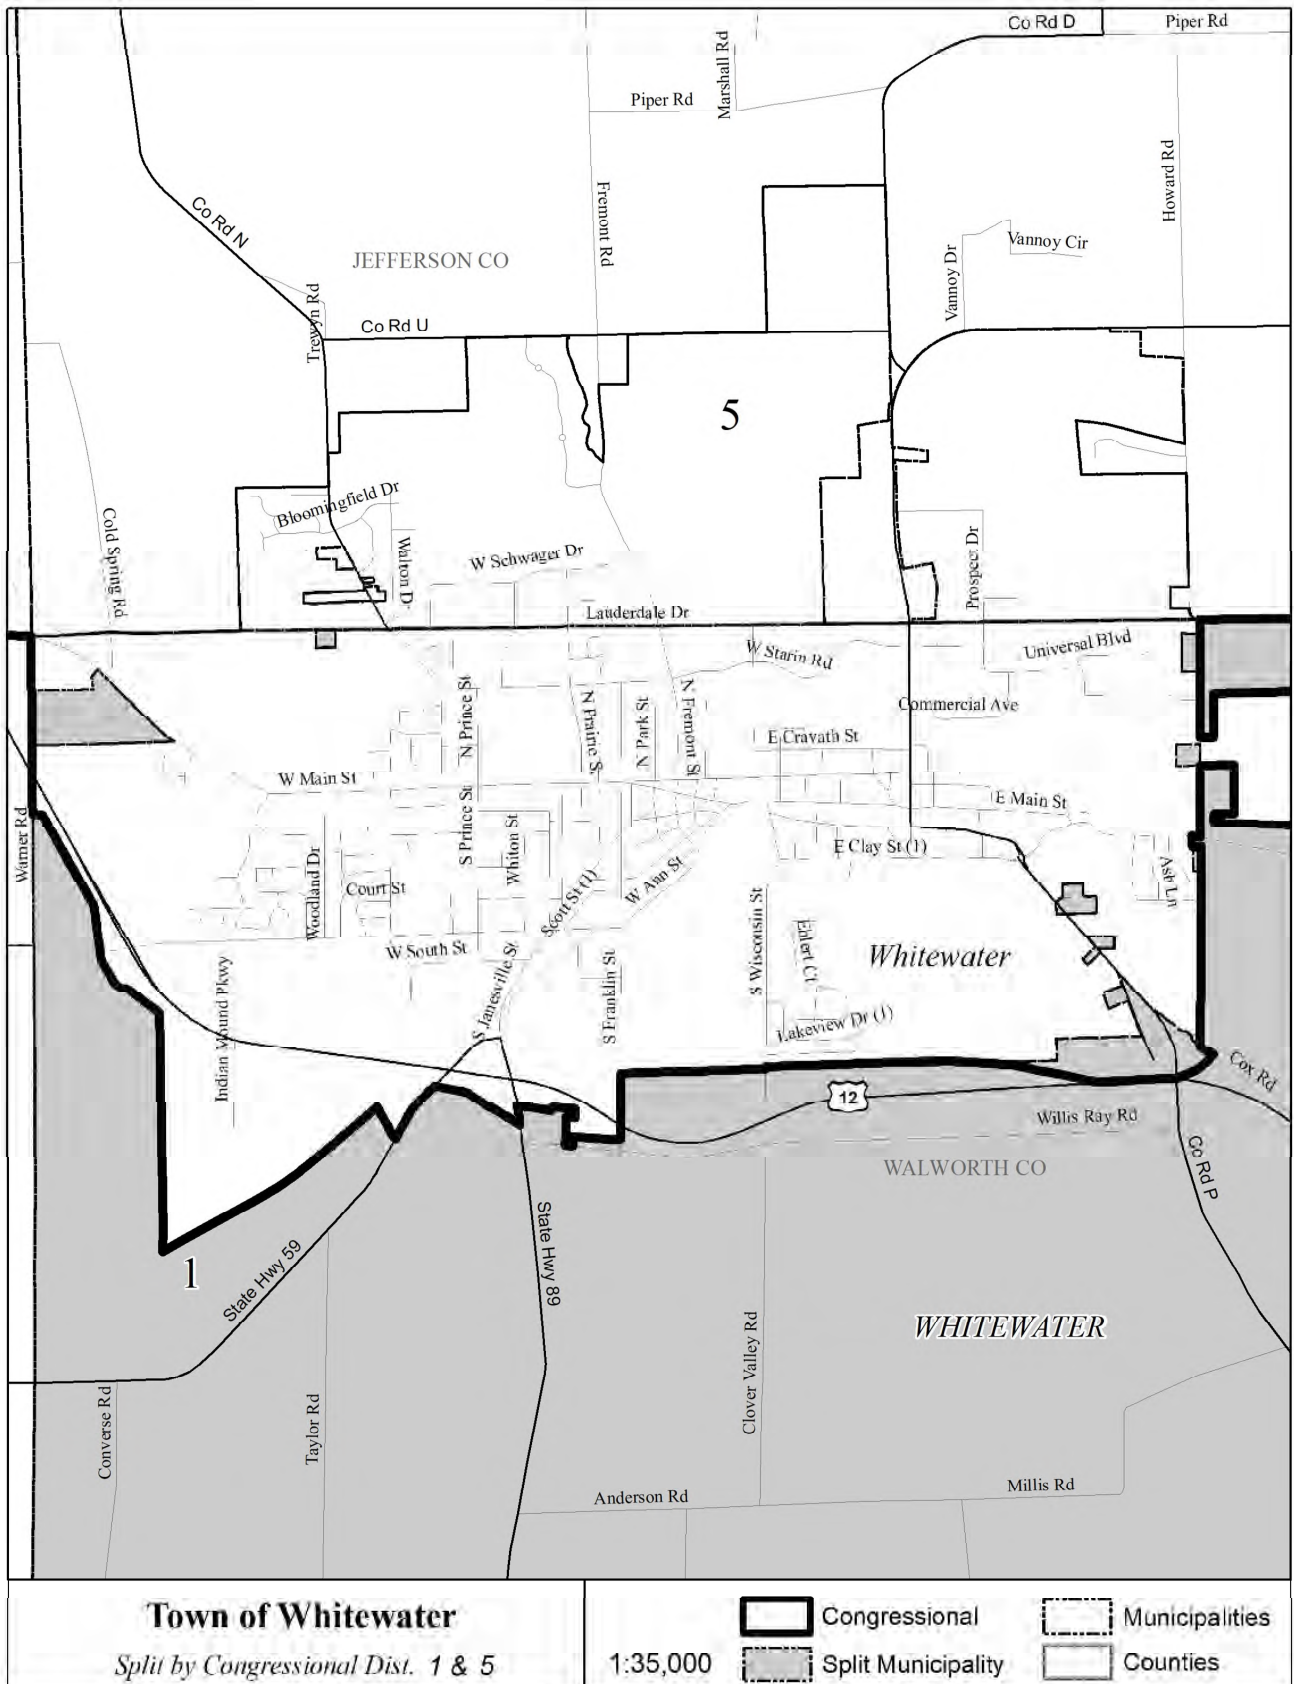 Co Rd D
Piper Rd
Marshall Rd
Piper Rd
Howard Rd
Co Rd N
Fremont Rd
Vannoy Cir
Vannoy Dr
JEFFERSON CO
Trewyn Rd
Co Rd U
5
Bloomingfield Dr
Cold Spring Rd
Walton Dr
W Schwager Dr
Prospect Dr
Lauderdale Dr
W Starin Rd
Universal Blvd
N Prince St
N Prairie St
N Park St
N Fremont St
Commercial Ave
E Cravath St
W Main St
E Main St
Warner Rd
S Prince St
Whiton St
E Clay St (1)
Woodland Dr
Court St
Scott St (1)
W Ann St
Ash Ln
W South St
S Wisconsin St
Ehlert Ct
Whitewater
Indian Mound Pkwy
S Janesville St
S Franklin St
Lakeview Dr (1)
Cox Rd
12
Willis Ray Rd
WALWORTH CO
Co Rd P
1
State Hwy 59
State Hwy 89
WHITEWATER
Clover Valley Rd
Converse Rd
Taylor Rd
Anderson Rd
Millis Rd
Town of Whitewater
Split by Congressional Dist. 1 & 5
1:35,000
Congressional
Municipalities
Split Municipality
Counties